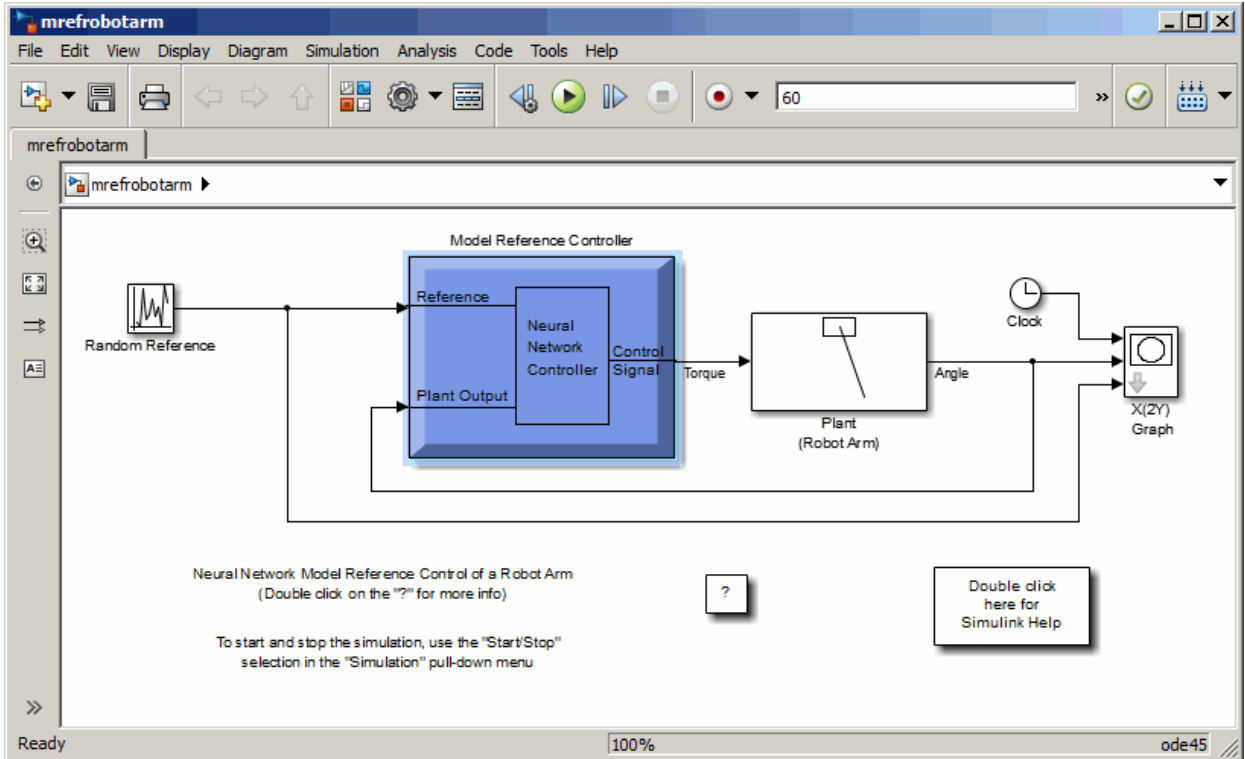 mrefrobotarm
File Edit View Display Diagram Simulation Analysis Code Tools Help
60
mrefrobotarm
mrefrobotarm
Model Reference Controller
Random Reference
Reference
Plant Output
Neural
Network
Controller
Control
Signal
Torque
Plant
(Robot Arm)
Angle
Clock
X(2Y)
Graph
Neural Network Model Reference Control of a Robot Arm
(Double click on the "?" for more info)
To start and stop the simulation, use the "Start/Stop"
selection in the "Simulation" pull-down menu
?
Double click
here for
Simulink Help
Ready 100% ode45